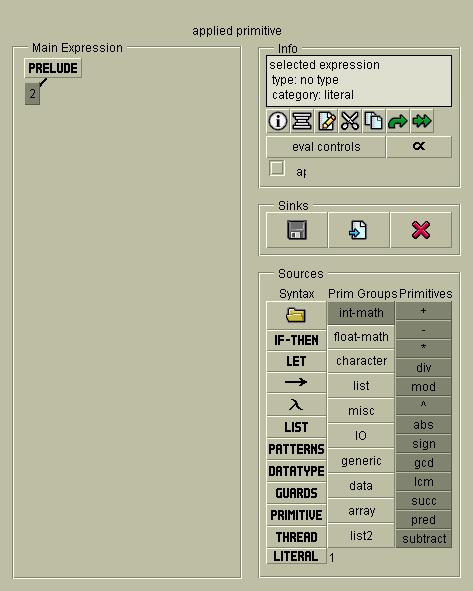 applied primitive
Main Expression
PRELUDE
2
Info
selected expression
type: no type
category: literal
eval controls
∝
Sinks
Sources
Syntax Prim Groups Primitives
IF-THEN
LET
→
λ
LIST
PATTERNS
DATATYPE
GUARDS
PRIMITIVE
THREAD
LITERAL 1
int-math
float-math
character
list
misc
IO
generic
data
array
list2
+
-
*
div
mod
^
abs
sign
gcd
lcm
succ
pred
subtract